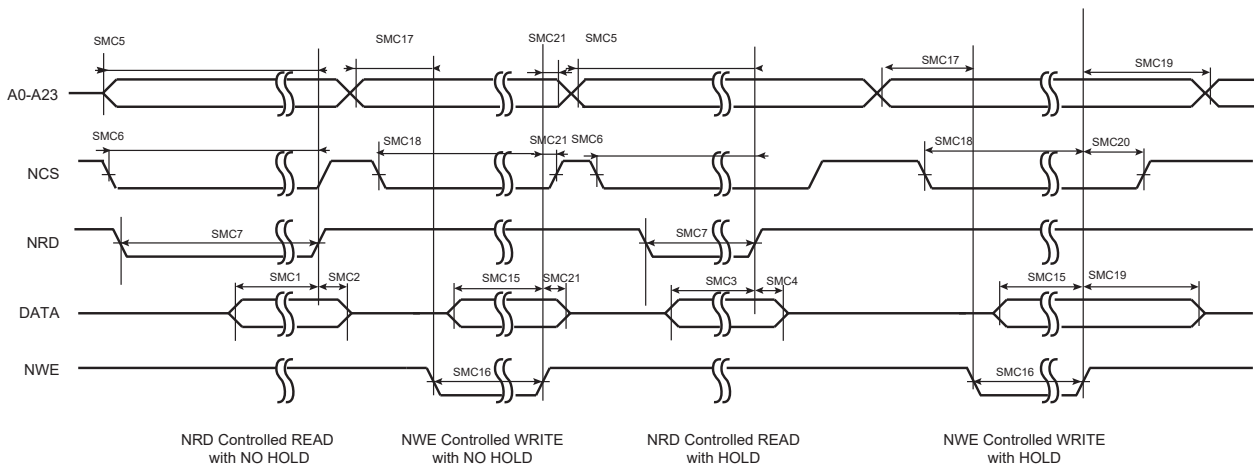 SMC5
SMC17
SMC21
SMC5
SMC17
SMC19
A0-A23
SMC6
SMC18
SMC21
SMC6
SMC18
SMC20
NCS
NRD
SMC7
SMC7
SMC1
SMC2
SMC15
SMC21
SMC3
SMC4
SMC15
SMC19
DATA
NWE
SMC16
SMC16
NRD Controlled READ
with NO HOLD
NWE Controlled WRITE
with NO HOLD
NRD Controlled READ
with HOLD
NWE Controlled WRITE
with HOLD